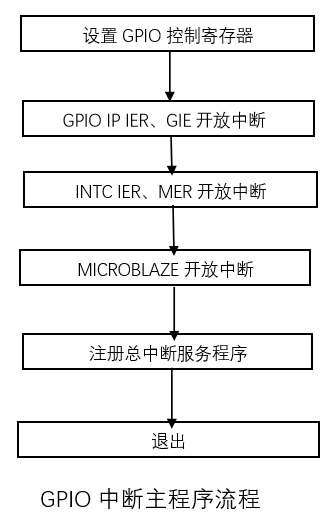 设置 GPIO 控制寄存器
GPIO IP IER、GIE 开放中断
INTC IER、MER 开放中断
MICROBLAZE 开放中断
注册总中断服务程序
退出
GPIO 中断主程序流程